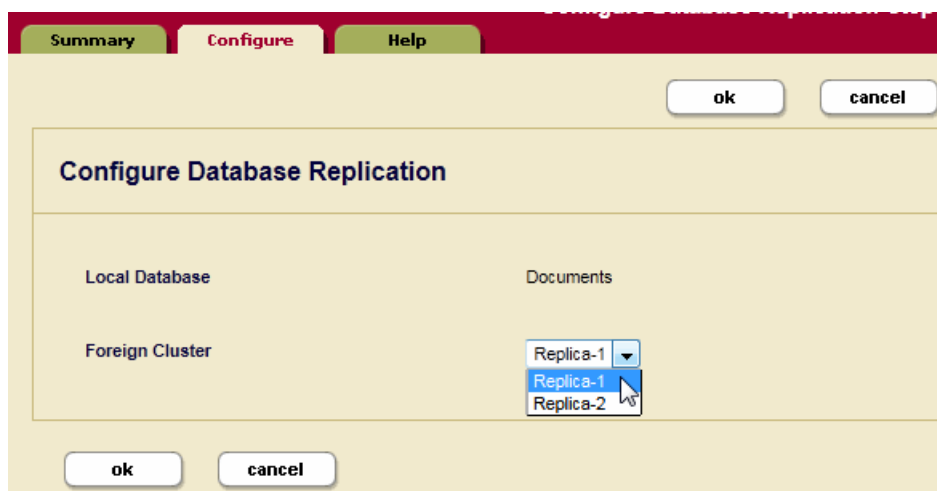 Summary Configure Help
ok cancel
Configure Database Replication
Local Database Documents
Foreign Cluster Replica-1
Replica-1
Replica-2
ok cancel